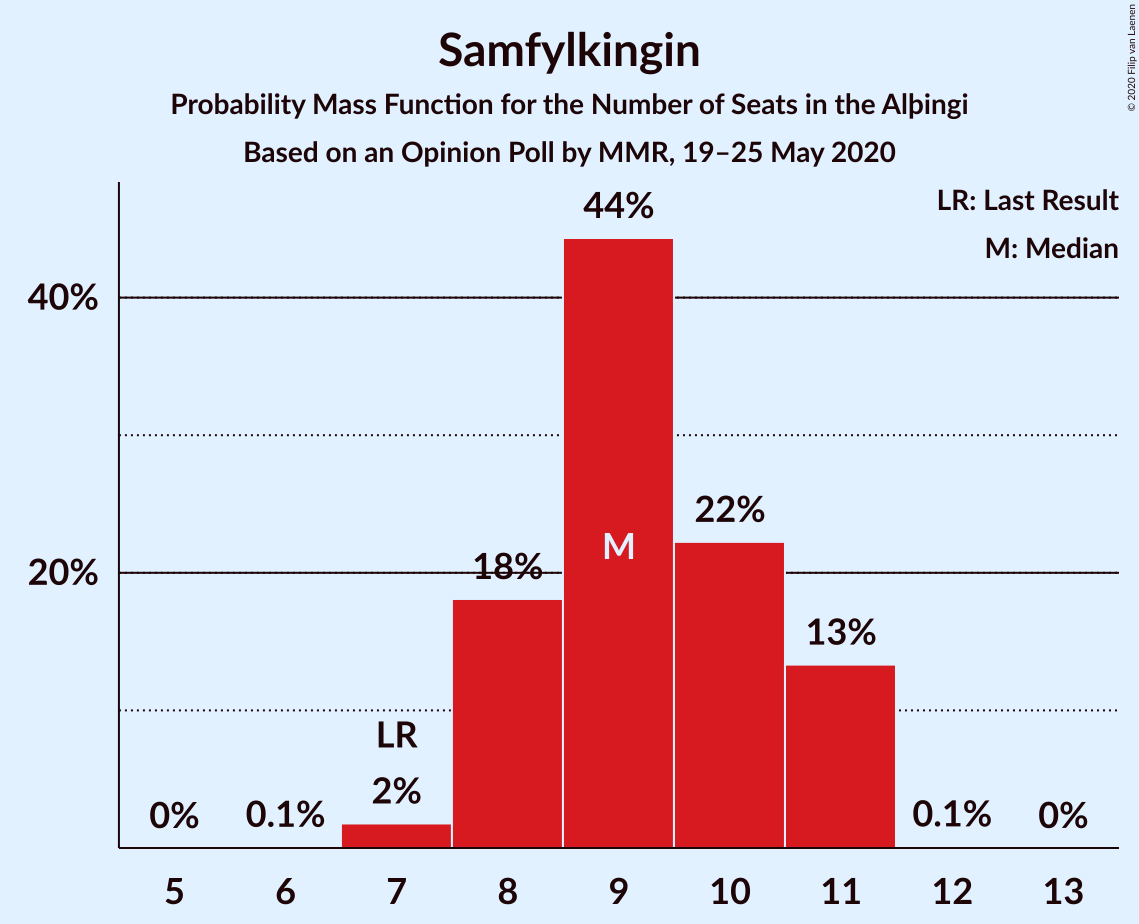 Samfylkingin
Probability Mass Function for the Number of Seats in the Alþingi
Based on an Opinion Poll by MMR, 19–25 May 2020
© 2020 Filip van Laenen
LR: Last Result
M: Median
44%
40%
22%
M
18%
20%
13%
LR
2%
0%
0.1%
0.1%
0%
5 6 7 8 9 10 11 12 13